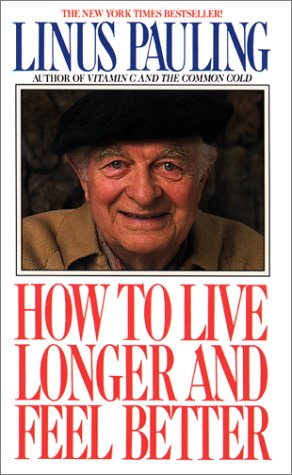 THE NEW YORK TIMES BESTSELLER!
LINUS PAULING
AUTHOR OF VITAMIN C AND THE COMMON COLD
HOW TO LIVE
LONGER AND
FEEL BETTER